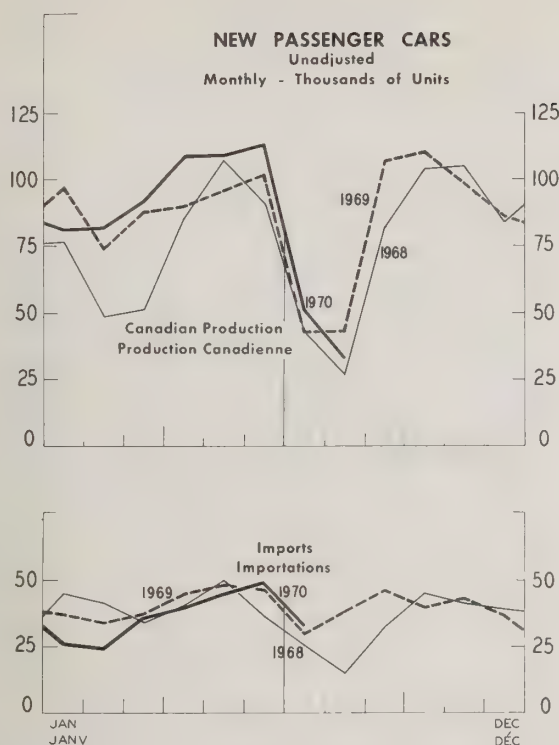 NEW PASSENGER CARS
Unadjusted
Monthly - Thousands of Units
125 125
100 100
1969
75 1968 75
50 1970 50
Canadian Production
Production Canadienne
25 25
0 0
Imports
Importations
50 1969 1970 50
25 1968 25
0 0
JAN DEC
JANV DÉC